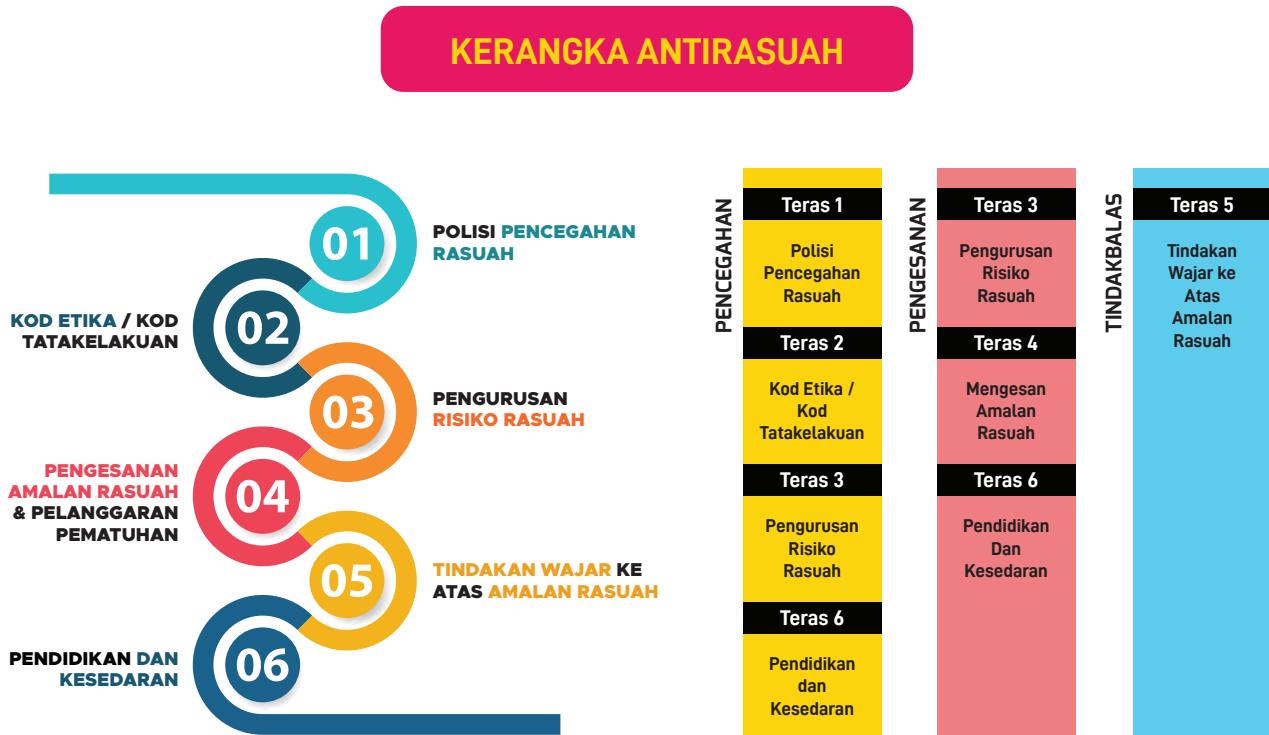 KERANGKA ANTIRASUAH
01
POLISI PENCEGAHAN
RASUAH
02
KOD ETIKA / KOD
TATAKELAKUAN
03
PENGURUSAN
RISIKO RASUAH
04
PENGESANAN
AMALAN RASUAH
& PELANGGARAN
PEMATUHAN
05
TINDAKAN WAJAR KE
ATAS AMALAN RASUAH
06
PENDIDIKAN DAN
KESEDARAN
PENCEGAHAN
Teras 1
Polisi
Pencegahan
Rasuah
Teras 2
Kod Etika /
Kod
Tatakelakuan
Teras 3
Pengurusan
Risiko
Rasuah
Teras 6
Pendidikan
dan
Kesedaran
PENGESANAN
Teras 3
Pengurusan
Risiko
Rasuah
Teras 4
Mengesan
Amalan
Rasuah
Teras 6
Pendidikan
Dan
Kesedaran
TINDAKBALAS
Teras 5
Tindakan
Wajar ke
Atas
Amalan
Rasuah